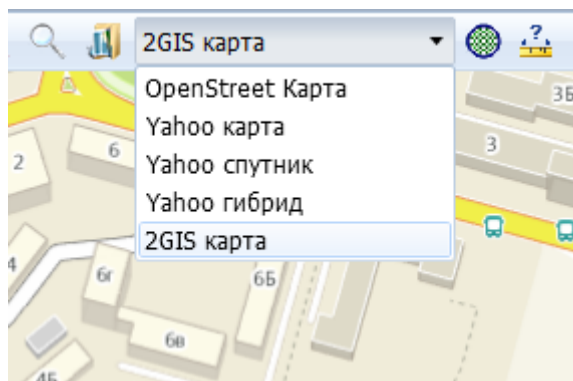 2GIS карта
?
OpenStreet Карта
Yahoo карта
Yahoo спутник
Yahoo гибрид
2GIS карта
3Б
3
2
6
4
6г
6Б
6в
4Б